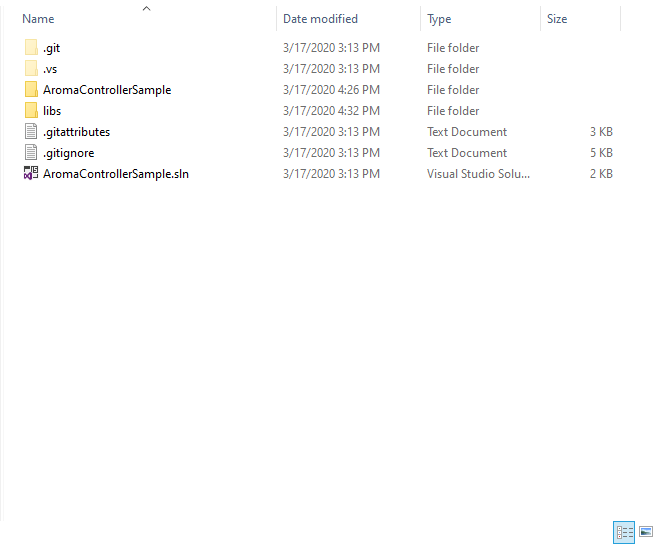 Name Date modified Type Size
.git 3/17/2020 3:13 PM File folder
.vs 3/17/2020 3:13 PM File folder
AromaControllerSample 3/17/2020 4:26 PM File folder
libs 3/17/2020 4:32 PM File folder
.gitattributes 3/17/2020 3:13 PM Text Document 3 KB
.gitignore 3/17/2020 3:13 PM Text Document 5 KB
AromaControllerSample.sln 3/17/2020 3:13 PM Visual Studio Solu... 2 KB